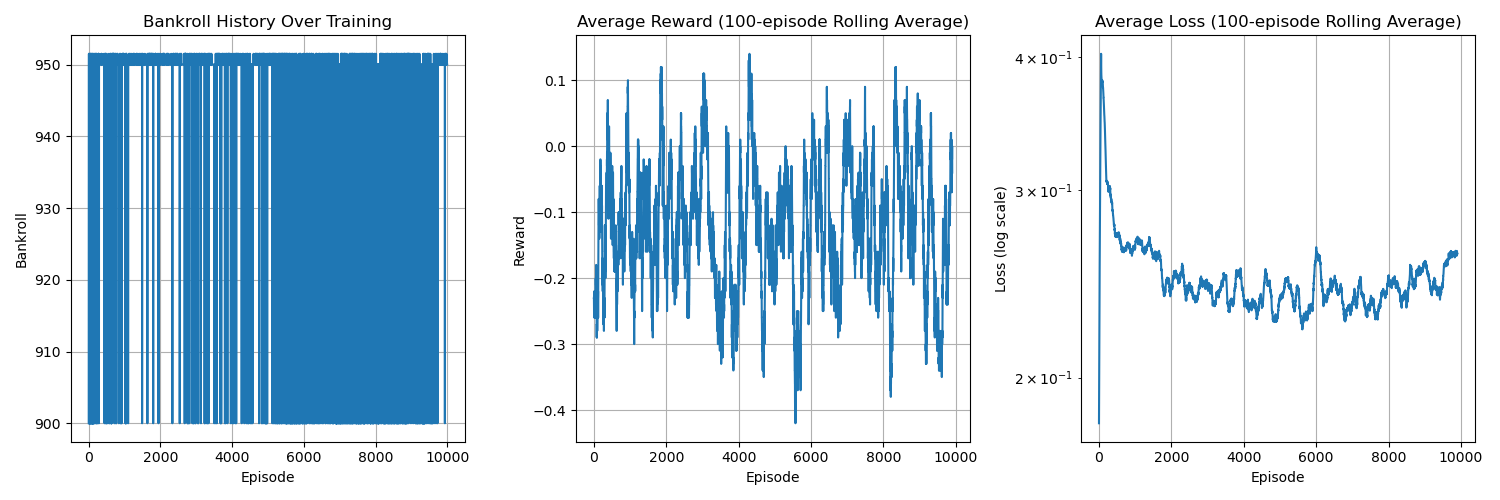 Bankroll History Over Training
Bankroll
950
940
930
920
910
900
0 2000 4000 6000 8000 10000
Episode
Average Reward (100-episode Rolling Average)
Reward
0.1
0.0
−0.1
−0.2
−0.3
−0.4
0 2000 4000 6000 8000 10000
Episode
Average Loss (100-episode Rolling Average)
Loss (log scale)
4 × 10⁻¹
3 × 10⁻¹
2 × 10⁻¹
0 2000 4000 6000 8000 10000
Episode